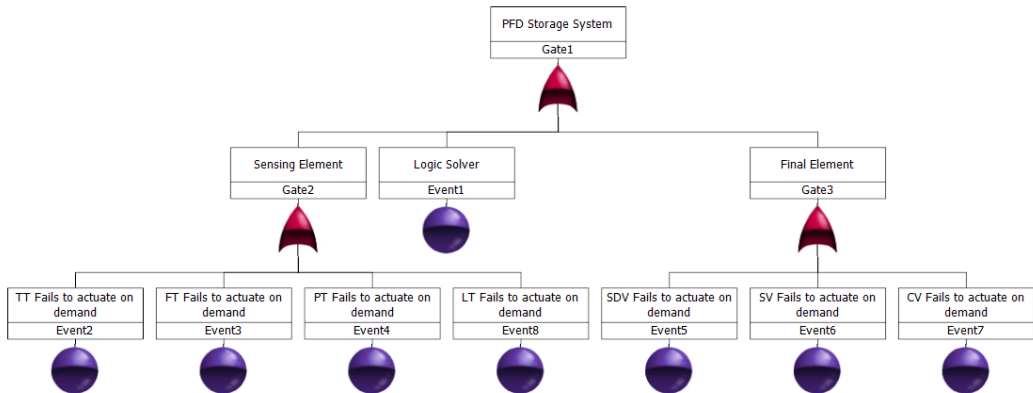 PFD Storage System
Gate1
Sensing Element
Gate2
Logic Solver
Event1
Final Element
Gate3
TT Fails to actuate on
demand
Event2
FT Fails to actuate on
demand
Event3
PT Fails to actuate on
demand
Event4
LT Fails to actuate on
demand
Event8
SDV Fails to actuate on
demand
Event5
SV Fails to actuate on
demand
Event6
CV Fails to actuate on
demand
Event7